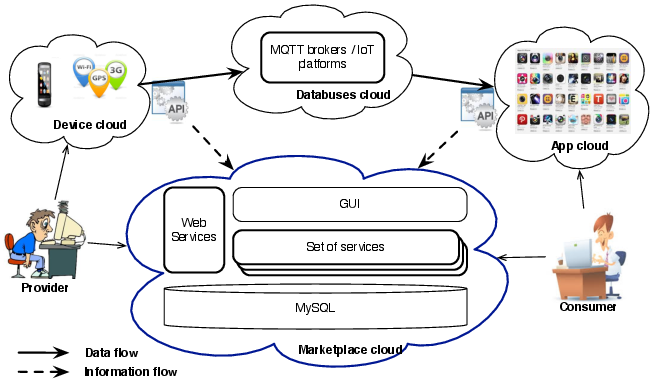 MQTT brokers / IoT
platforms
Databuses cloud
Wi-Fi
GPS
3G
Device cloud
API
API
App cloud
Web
Services
GUI
Set of services
MySQL
Marketplace cloud
Provider
Consumer
Data flow
Information flow